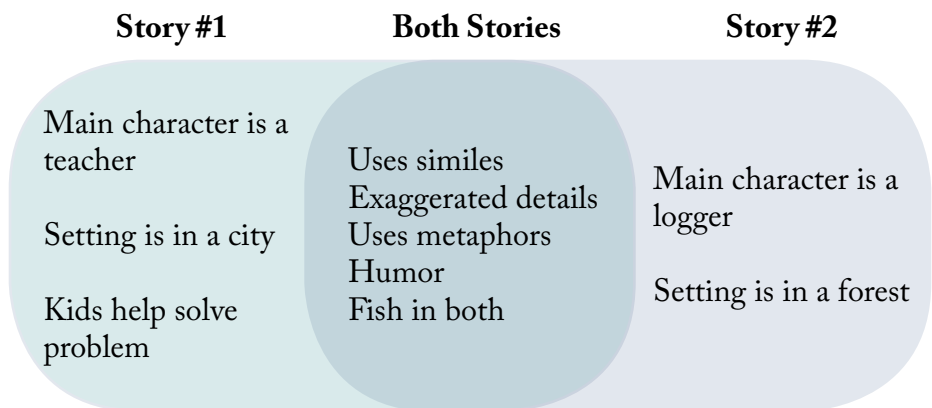 Story #1
Both Stories
Story #2
Main character is a
teacher
Setting is in a city
Kids help solve
problem
Uses similes
Exaggerated details
Uses metaphors
Humor
Fish in both
Main character is a
logger
Setting is in a forest